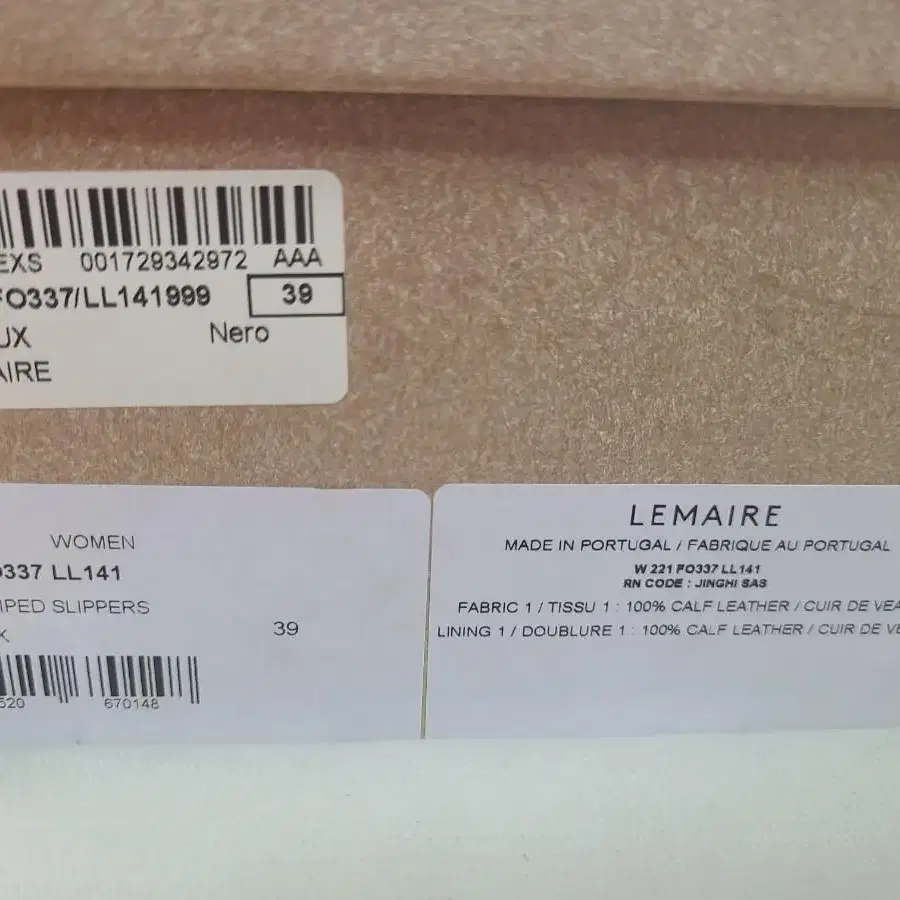 EXS 001729342972 AAA
FO337/LL141999 39
UX Nero
AIRE
WOMEN
0337 LL141
IPED SLIPPERS
K
39
520 670148
LEMAIRE
MADE IN PORTUGAL / FABRIQUE AU PORTUGAL
W 221 FO337 LL141
RN CODE : JINGHI SAS
FABRIC 1 / TISSU 1 : 100% CALF LEATHER / CUIR DE VEA
LINING 1 / DOUBLURE 1 : 100% CALF LEATHER / CUIR DE VE